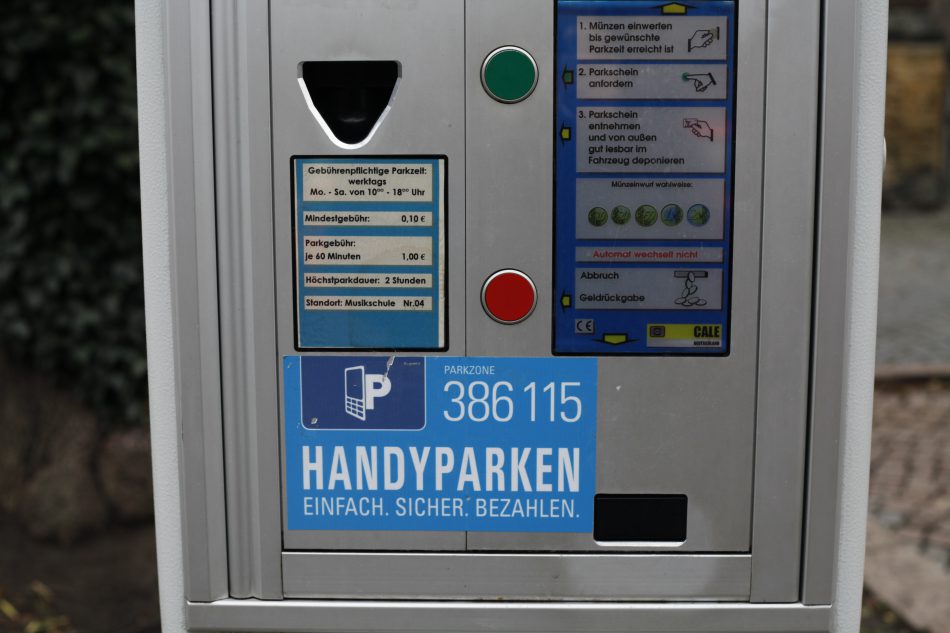 1. Münzen einwerfen
bis gewünschte
Parkzeit erreicht ist
2. Parkschein
anfordern
3. Parkschein
entnehmen
und von außen
gut lesbar im
Fahrzeug deponieren
Münzeinwurf wahlweise:
Automat wechselt nicht
Abbruch
Geldrückgabe
CE
CALE
DEUTSCHLAND
Gebührenpflichtige Parkzeit:
werktags
Mo. - Sa. von 10⁰⁰ - 18⁰⁰ Uhr
Mindestgebühr: 0,10 €
Parkgebühr:
je 60 Minuten 1,00 €
Höchstparkdauer: 2 Stunden
Standort: Musikschule Nr.04
P
PARKZONE
386 115
HANDYPARKEN
EINFACH. SICHER. BEZAHLEN.